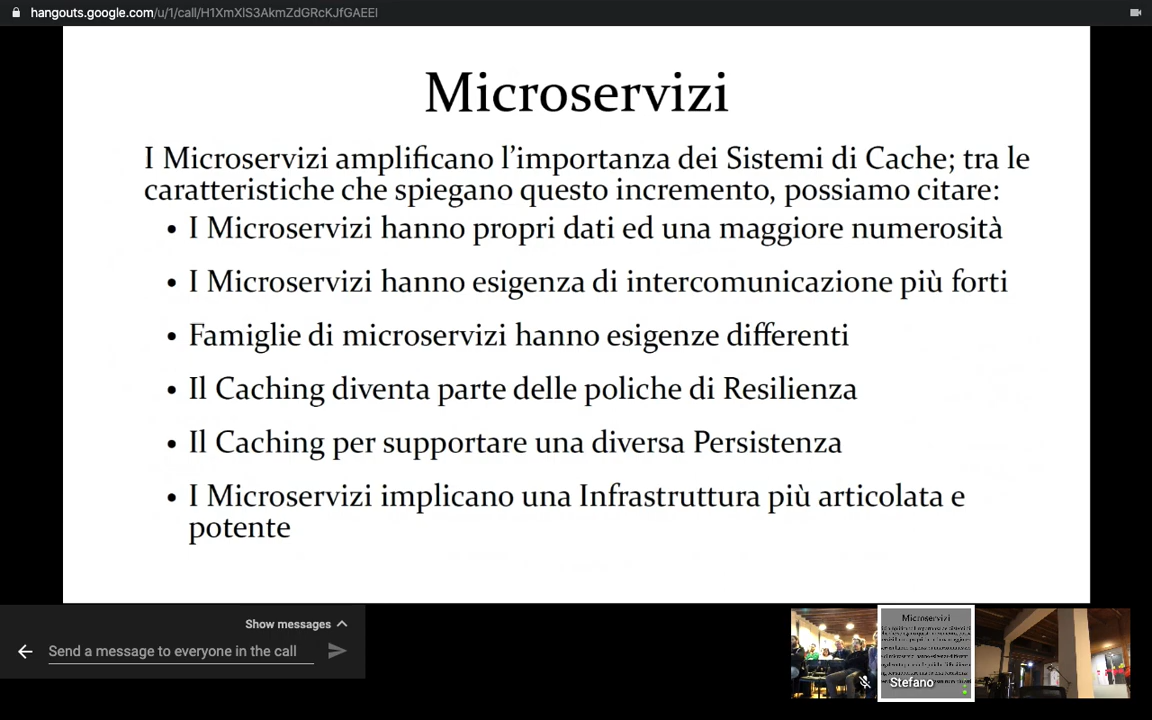 hangouts.google.com/u/1/call/H1XmXlS3AkmZdGRcKJfGAEEI
Microservizi
I Microservizi amplificano l'importanza dei Sistemi di Cache; tra le
caratteristiche che spiegano questo incremento, possiamo citare:
• I Microservizi hanno propri dati ed una maggiore numerosità
• I Microservizi hanno esigenza di intercomunicazione più forti
• Famiglie di microservizi hanno esigenze differenti
• Il Caching diventa parte delle poliche di Resilienza
• Il Caching per supportare una diversa Persistenza
• I Microservizi implicano una Infrastruttura più articolata e
potente
Show messages
Send a message to everyone in the call
Microservizi
Stefano